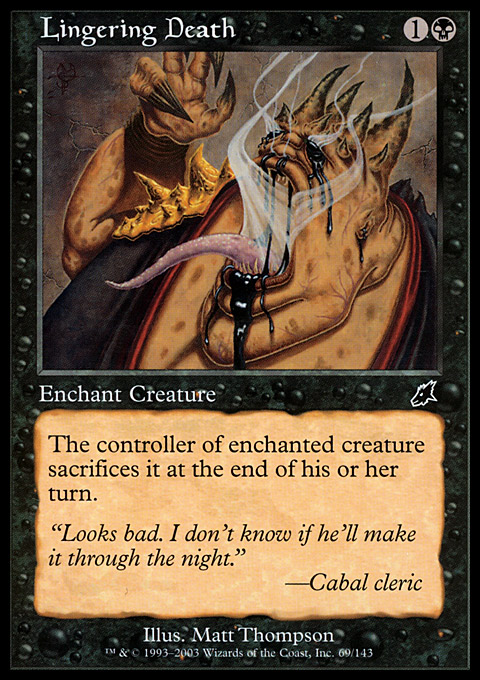 Lingering Death 1
Enchant Creature
The controller of enchanted creature
sacrifices it at the end of his or her
turn.
“Looks bad. I don’t know if he’ll make
it through the night.”
—Cabal cleric
Illus. Matt Thompson
™ & © 1993–2003 Wizards of the Coast, Inc. 69/143